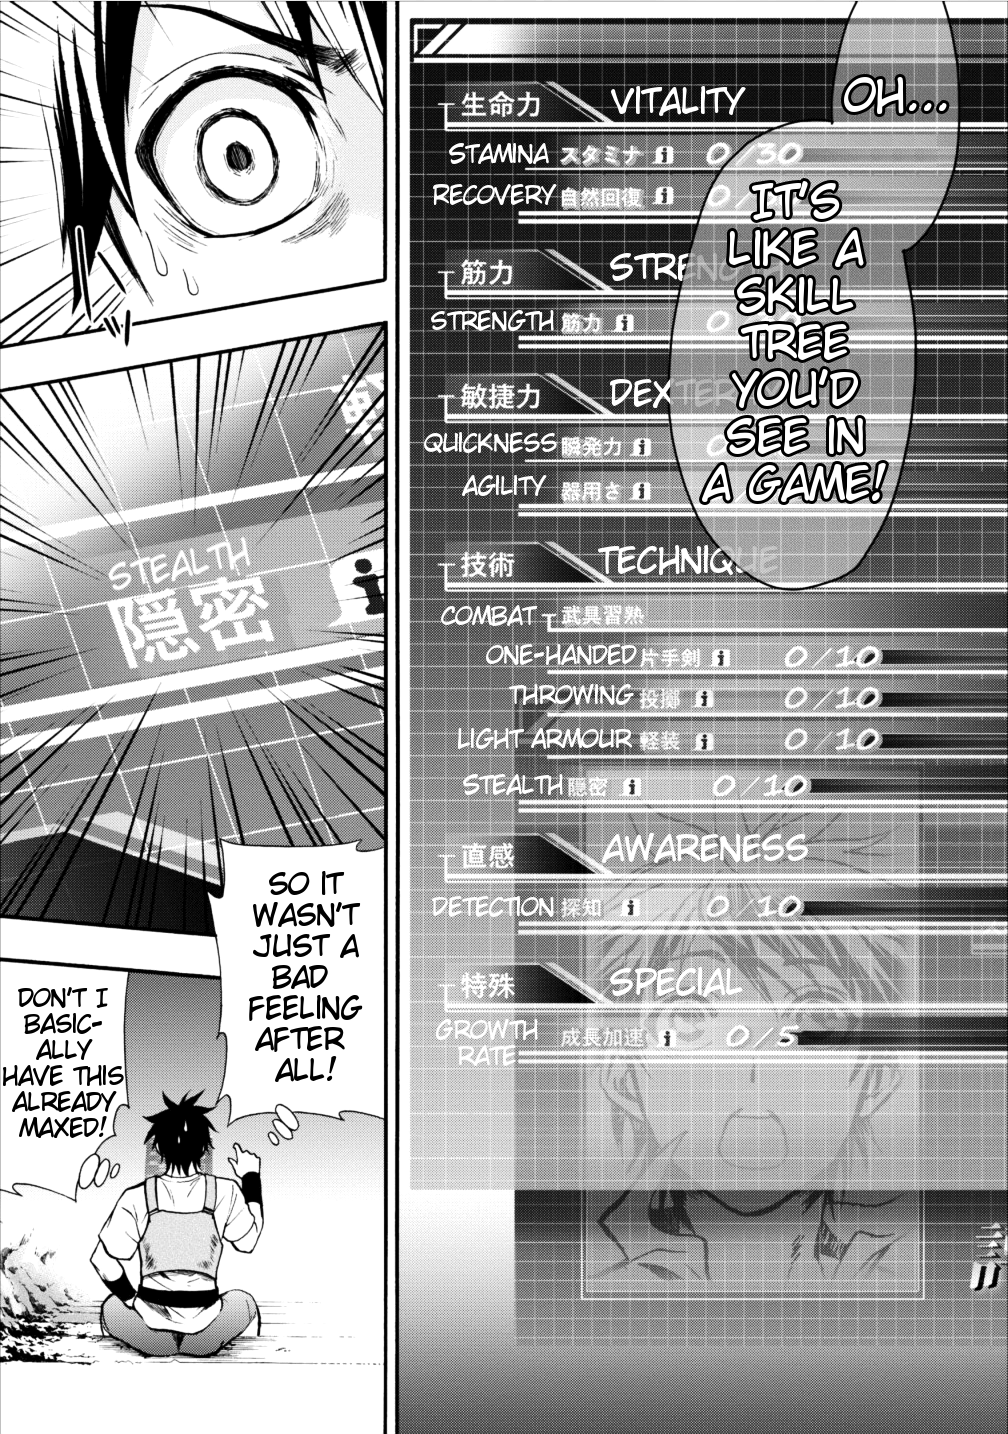 OH...
IT'S
LIKE A
SKILL
TREE
YOU'D
SEE IN
A GAME!
生命力 VITALITY
STAMINA スタミナ i 0/30
RECOVERY 自然回復 i 0
筋力 STRENGTH
STRENGTH 筋力 i 0
敏捷力 DEXTER
QUICKNESS 瞬発力 i 0
AGILITY 器用さ i
技術 TECHNIQUE
COMBAT 武具習熟
ONE-HANDED 片手剣 i 0/10
THROWING 投擲 i 0/10
LIGHT ARMOUR 軽装 i 0/10
STEALTH 隠密 i 0/10
直感 AWARENESS
DETECTION 探知 i 0/10
特殊 SPECIAL
GROWTH
RATE 成長加速 i 0/5
STEALTH
隠密 i
SO IT
WASN'T
JUST A
BAD
FEELING
AFTER
ALL!
DON'T I
BASIC-
ALLY
HAVE THIS
ALREADY
MAXED!